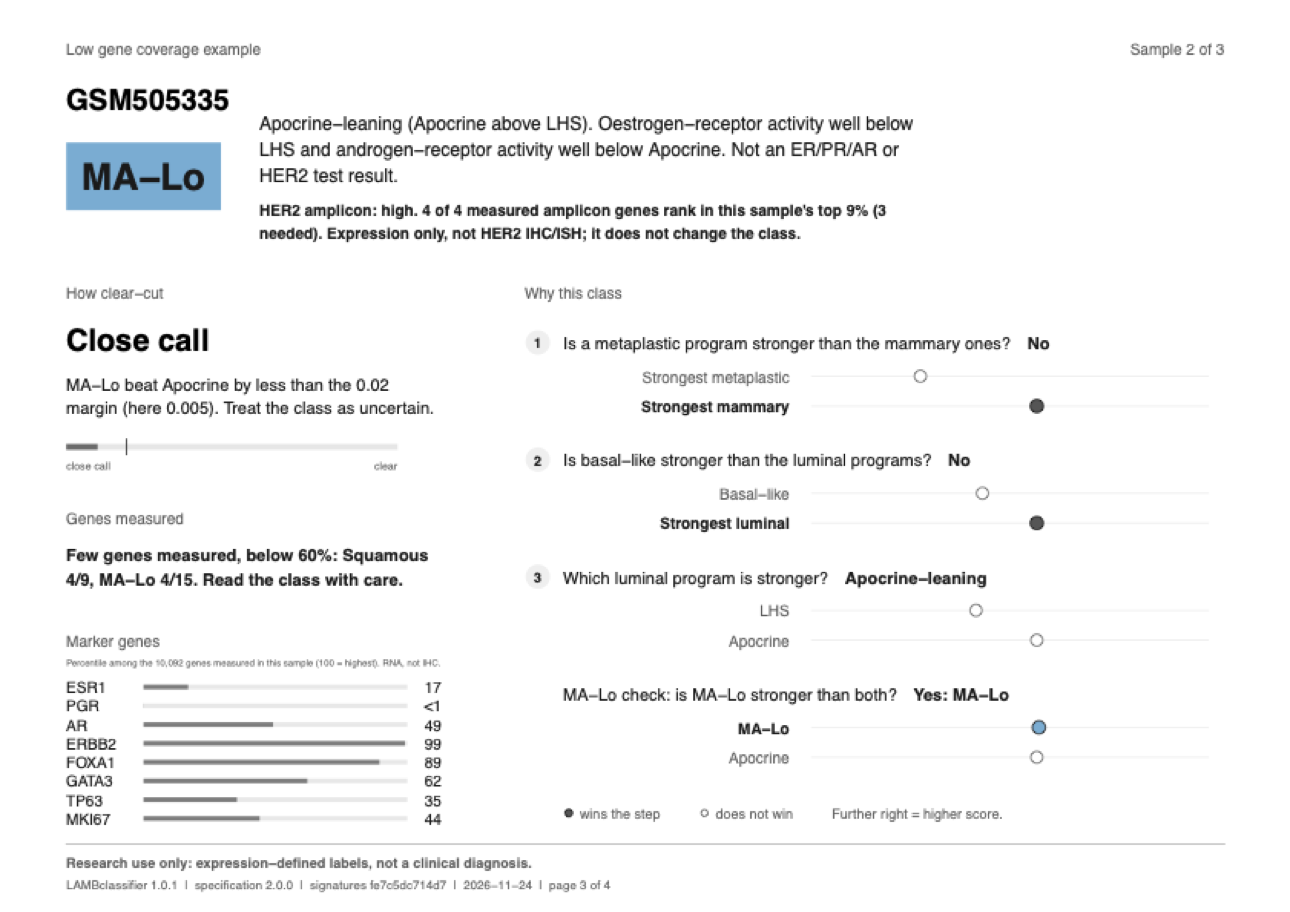 Low gene coverage example
Sample 2 of 3
GSM505335
MA–Lo
Apocrine–leaning (Apocrine above LHS). Oestrogen–receptor activity well below
LHS and androgen–receptor activity well below Apocrine. Not an ER/PR/AR or
HER2 test result.
HER2 amplicon: high. 4 of 4 measured amplicon genes rank in this sample's top 9% (3
needed). Expression only, not HER2 IHC/ISH; it does not change the class.
How clear–cut
Close call
MA–Lo beat Apocrine by less than the 0.02
margin (here 0.005). Treat the class as uncertain.
close call
clear
Genes measured
Few genes measured, below 60%: Squamous
4/9, MA–Lo 4/15. Read the class with care.
Marker genes
Percentile among the 10,092 genes measured in this sample (100 = highest). RNA, not IHC.
ESR1 17
PGR <1
AR 49
ERBB2 99
FOXA1 89
GATA3 62
TP63 35
MKI67 44
Why this class
1 Is a metaplastic program stronger than the mammary ones? No
Strongest metaplastic
Strongest mammary
2 Is basal–like stronger than the luminal programs? No
Basal–like
Strongest luminal
3 Which luminal program is stronger? Apocrine–leaning
LHS
Apocrine
MA–Lo check: is MA–Lo stronger than both? Yes: MA–Lo
MA–Lo
Apocrine
wins the step
does not win
Further right = higher score.
Research use only: expression–defined labels, not a clinical diagnosis.
LAMBclassifier 1.0.1 | specification 2.0.0 | signatures fe7c5dc714d7 | 2026–11–24 | page 3 of 4